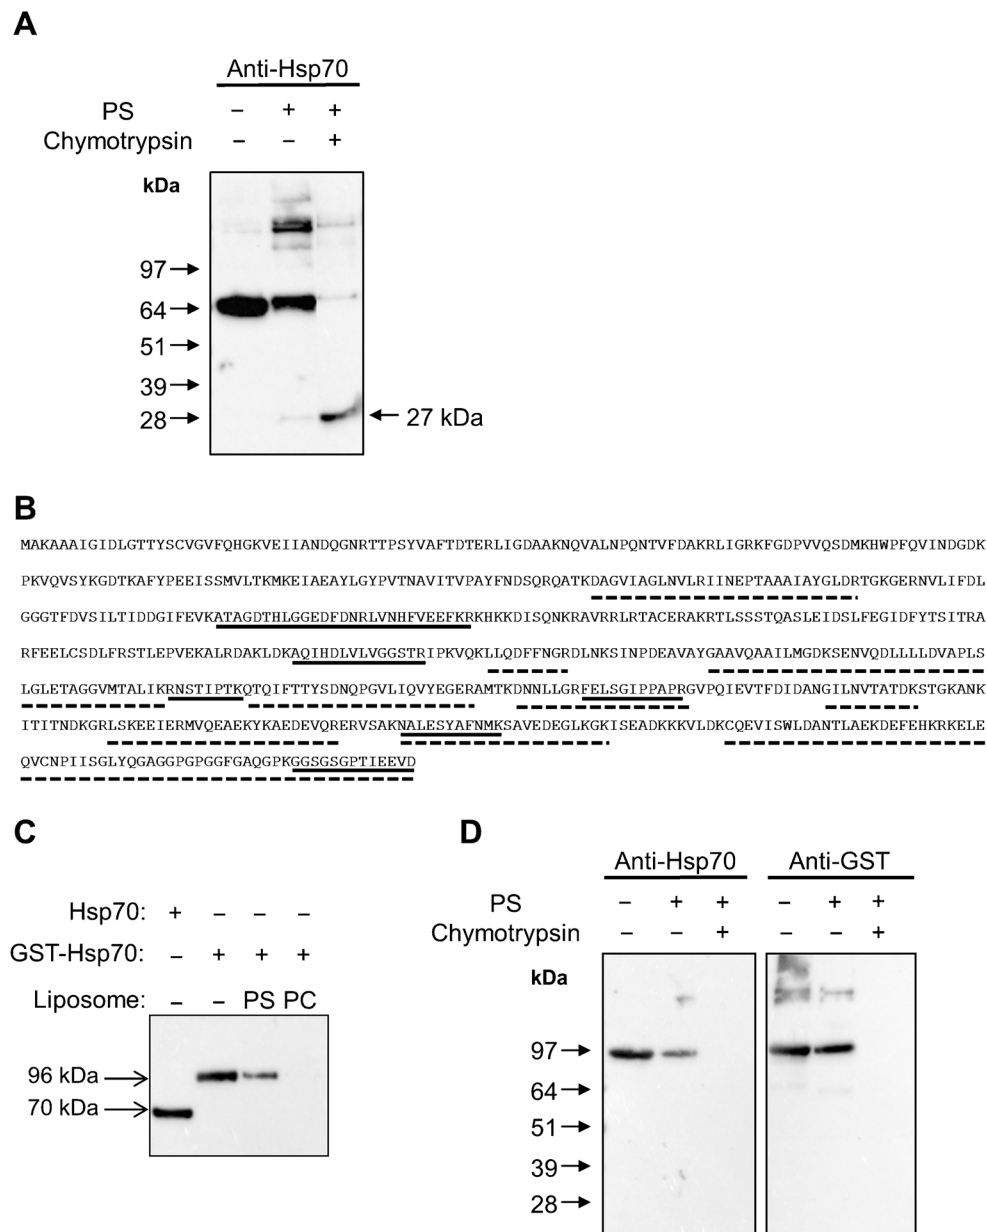 A
Anti-Hsp70
PS – + +
Chymotrypsin – – +
kDa
97
64
51
39
28
27 kDa
B
MAKAAAIGIDLGTTYSCVGVFQHGKVEIIANDQGNRTTPSYVAFTDTERLIGDAAKNQVALNPQNTVFDAKRLIGRKFGDPVVQSDMKHWPFQVINDGDK
PKVQVSYKGDTKAFYPEEISSMVLTKMKEIAEAYLGYPVTNAVITVPAYFNDSQRQATKDAGVIAGLNVLRIINEPTAAAIAYGLDRTGKGERNVLIFDL
GGGTFDVSILTIDDGIFEVKATAGDTHLGGEDFDNRLVNHFVEEFKRKHKKDISQNKRAVRRLRTACERAKRTLSSSTQASLEIDSLFEGIDFYTSITRA
RFEELCSDLFRSTLEPVEKALRDAKLDKAQIHDLVLVGGSTRIPKVQKLLQDFFNGRDLNKSINPDEAVAYGAAVQAAILMGDKSENVQDLLLLDVAPLS
LGLETAGGVMTALIKRNSTIPTKQTQIFTTYSDNQPGVLIQVYEGERAMTKDNNLLGRFELSGIPPAPRGVPQIEVTFDIDANGILNVTATDKSTGKANK
ITITNDKGRLSKEEIERMVQEAEKYKAEDEVQRERVSAKNALESYAFNMKSAVEDEGLKGKISEADKKKVLDKCQEVISWLDANTLAEKDEFEHKRKELE
QVCNPIISGLYQGAGGPGPGGFGAQGPKGGSGSGPTIEEVD
C
Hsp70: + – – –
GST-Hsp70: – + + +
Liposome: – – PS PC
96 kDa
70 kDa
D
Anti-Hsp70 Anti-GST
PS – + + – + +
Chymotrypsin – – + – – +
kDa
97
64
51
39
28